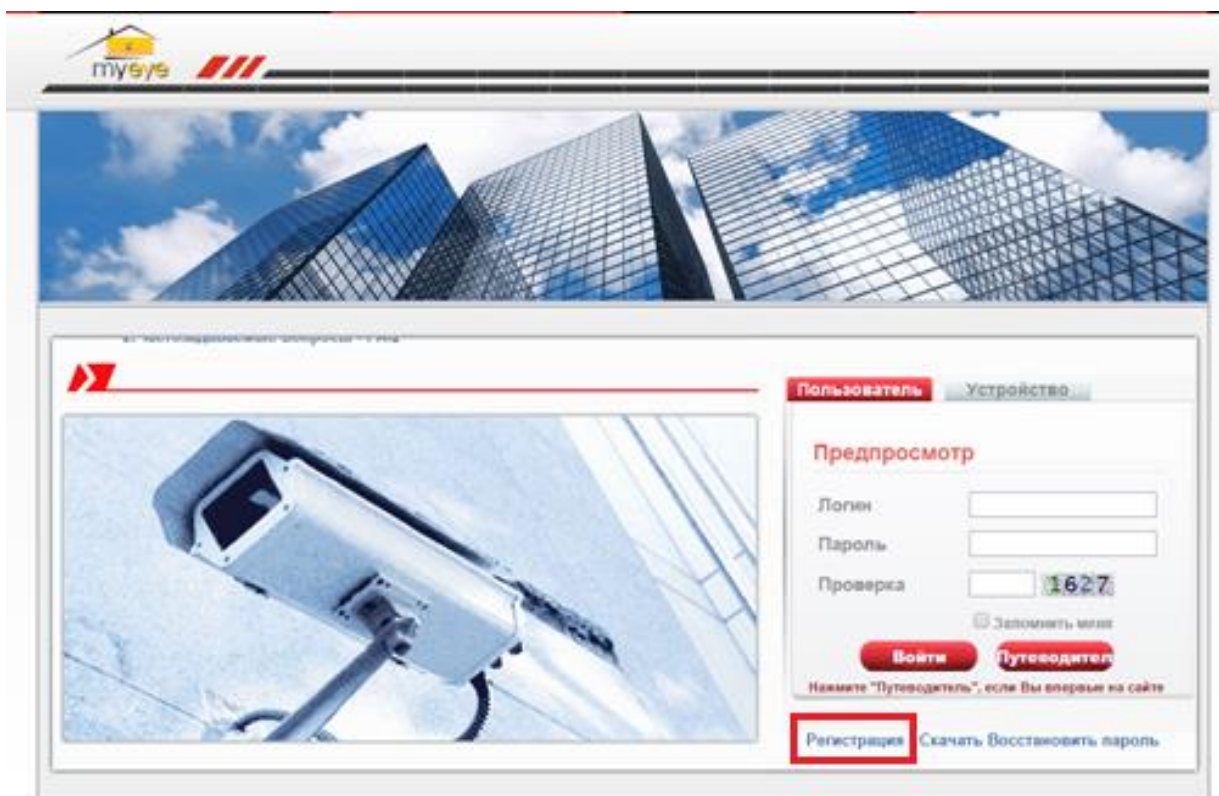 myeye
Пользователь Устройство
Предпросмотр
Логин
Пароль
Проверка 1627
Запомнить меня
Войти Путеводител
Нажмите "Путеводитель", если Вы впервые на сайте
Регистрация Скачать Восстановить пароль